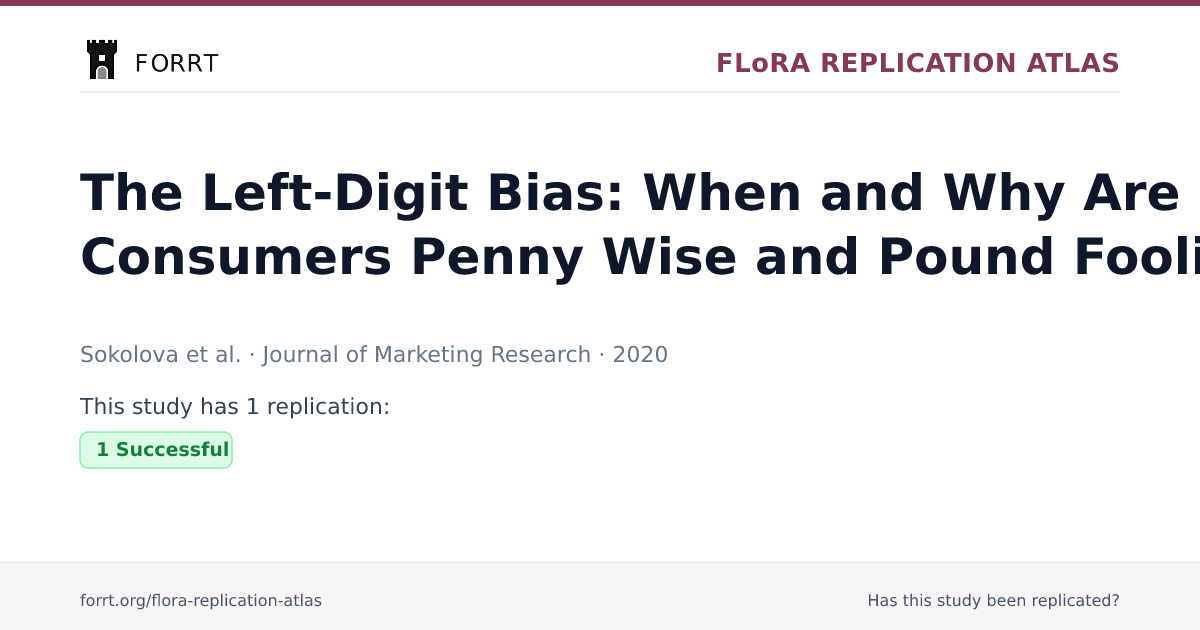 FORRT
FLoRA REPLICATION ATLAS
The Left-Digit Bias: When and Why Are
Consumers Penny Wise and Pound Fooli
Sokolova et al. · Journal of Marketing Research · 2020
This study has 1 replication:
1 Successful
forrt.org/flora-replication-atlas
Has this study been replicated?